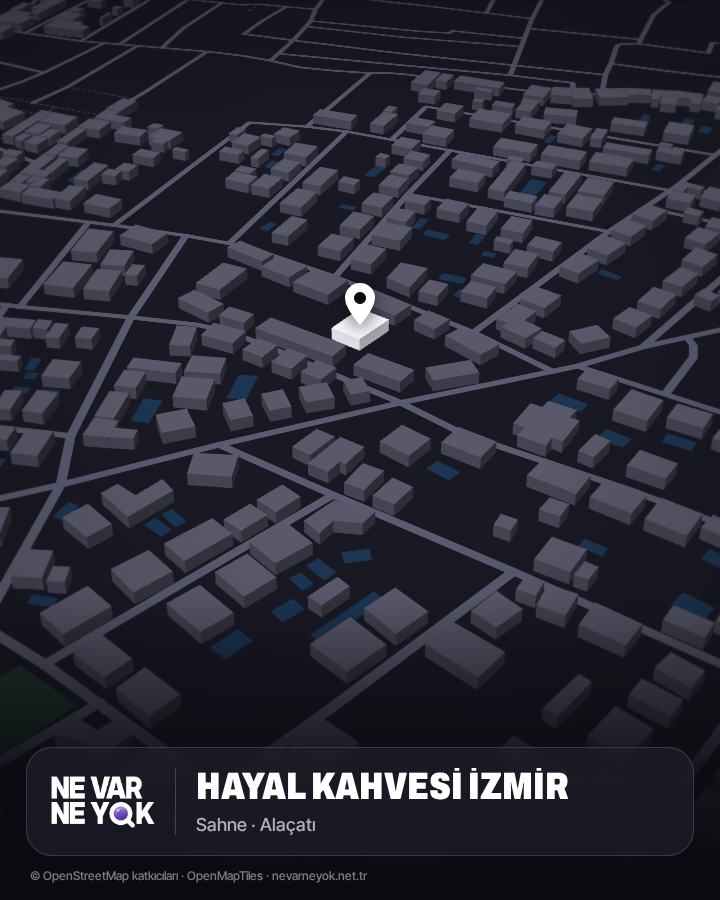 NE VAR
NE YOK
HAYAL KAHVESİ İZMİR
Sahne · Alaçatı
© OpenStreetMap katkıcıları · OpenMapTiles · nevarneyok.net.tr